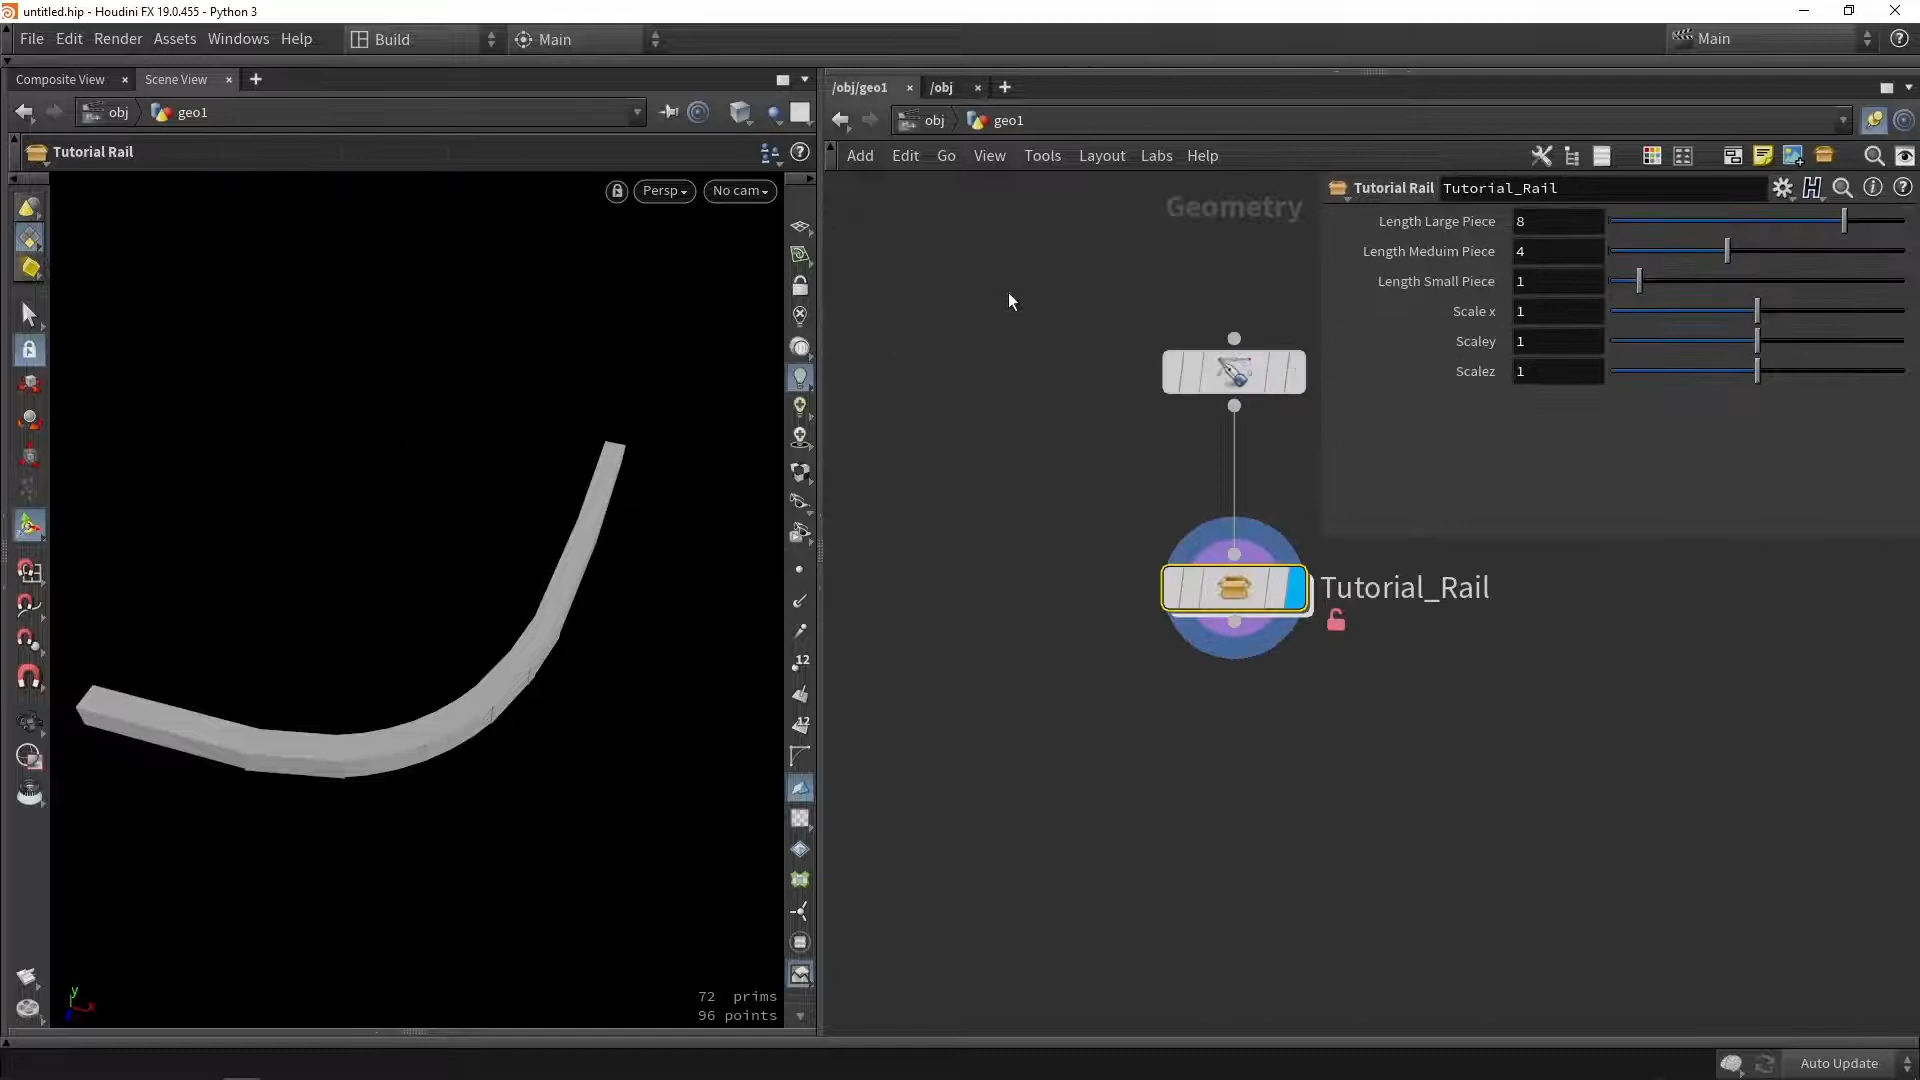 untitled.hip - Houdini FX 19.0.455 - Python 3
File Edit Render Assets Windows Help Build Main Main
Composite View × Scene View × +
/obj/geo1 × /obj × +
obj geo1
obj geo1
Tutorial Rail
Add Edit Go View Tools Layout Labs Help
Persp No cam
Geometry
Tutorial Rail Tutorial_Rail
Length Large Piece 8
Length Meduim Piece 4
Length Small Piece 1
Scale x 1
Scaley 1
Scalez 1
Tutorial_Rail
12
12
y
x
72 prims
96 points
Auto Update